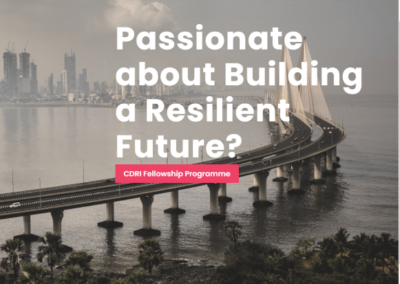 Passionate
about Building
a Resilient
Future?
CDRI Fellowship Programme